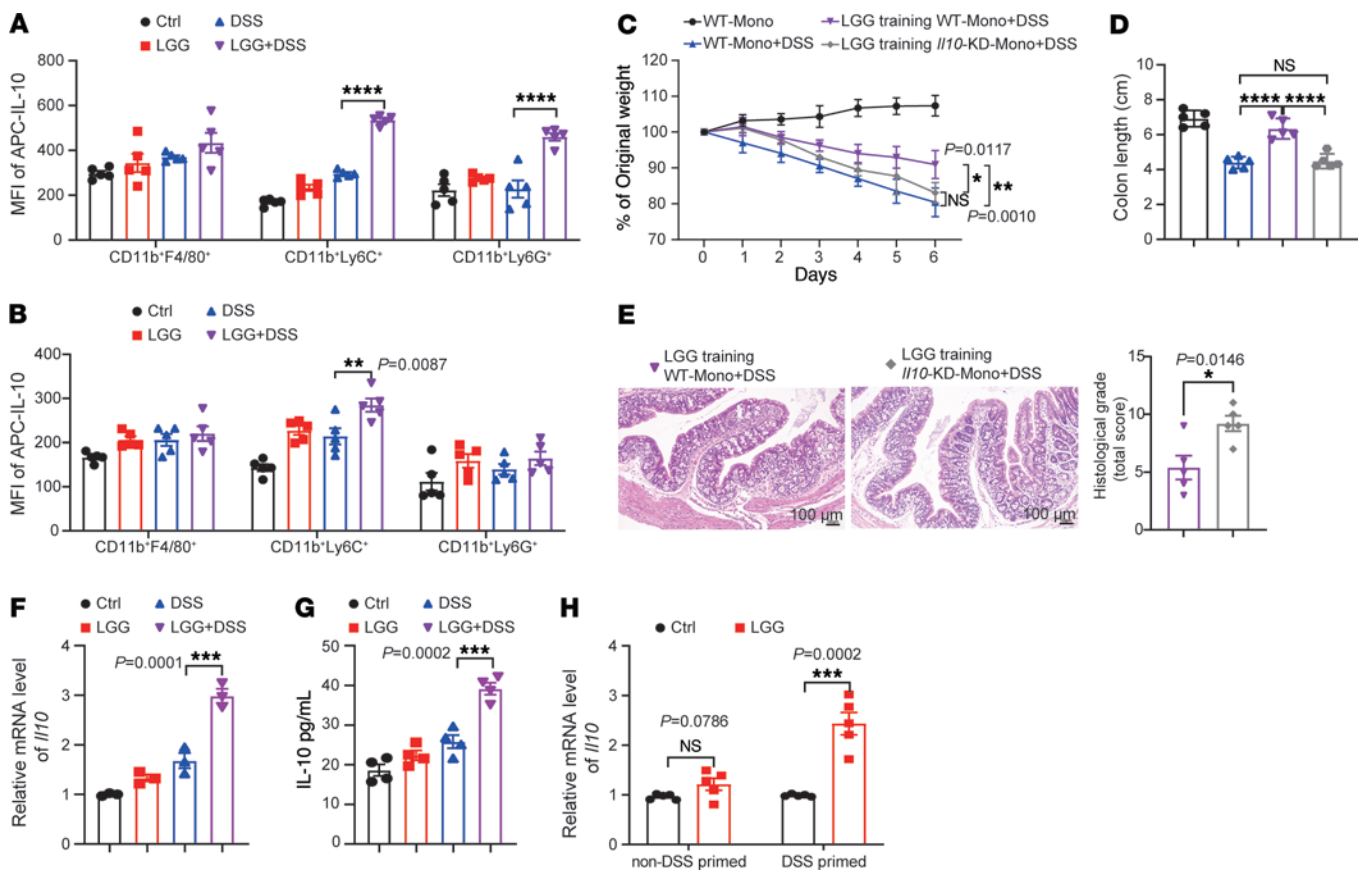 A
Ctrl
DSS
LGG
LGG+DSS
MFI of APC-IL-10
800
600
400
200
0
****
****
CD11b⁺F4/80⁺
CD11b⁺Ly6C⁺
CD11b⁺Ly6G⁺
B
Ctrl
DSS
LGG
LGG+DSS
MFI of APC-IL-10
400
300
200
100
0
**
P=0.0087
CD11b⁺F4/80⁺
CD11b⁺Ly6C⁺
CD11b⁺Ly6G⁺
C
WT-Mono
LGG training WT-Mono+DSS
WT-Mono+DSS
LGG training Il10-KD-Mono+DSS
% of Original weight
120
110
100
90
80
70
P=0.0117
*
**
NS
P=0.0010
0 1 2 3 4 5 6
Days
D
Colon length (cm)
8
6
4
2
0
NS
**** ****
E
LGG training
WT-Mono+DSS
LGG training
Il10-KD-Mono+DSS
100 µm
100 µm
Histological grade
(total score)
15
10
5
0
P=0.0146
*
F
Ctrl
DSS
LGG
LGG+DSS
Relative mRNA level
of Il10
4
3
2
1
0
P=0.0001
***
G
Ctrl
DSS
LGG
LGG+DSS
IL-10 pg/mL
50
40
30
20
10
0
P=0.0002
***
H
Ctrl
LGG
Relative mRNA level
of Il10
4
3
2
1
0
P=0.0786
NS
P=0.0002
***
non-DSS primed
DSS primed